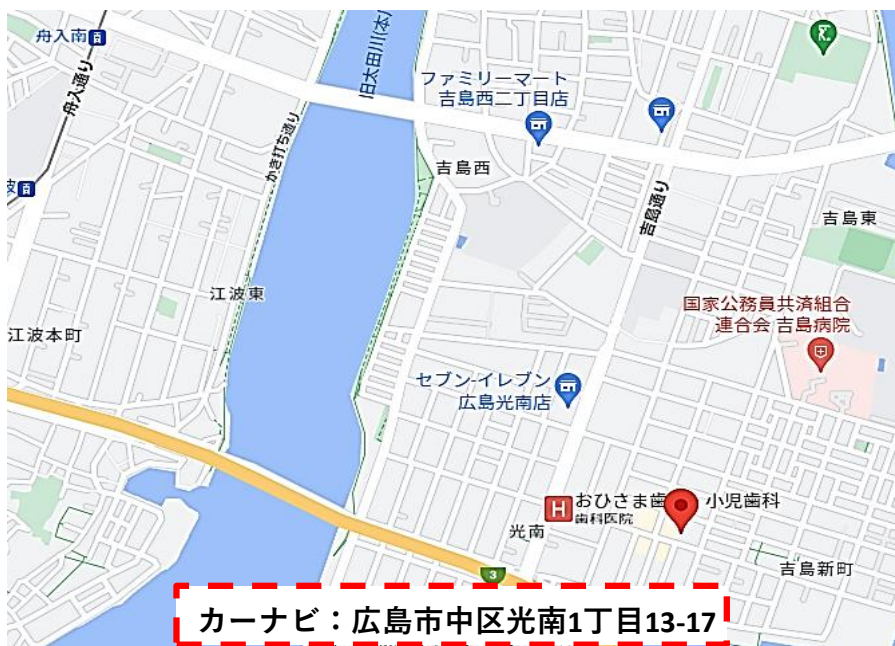 舟入南
舟入通り
かき打ち通り
旧太田川(本)
ファミリーマート
吉島西二丁目店
吉島西
吉島通り
吉島東
波
江波東
江波本町
国家公務員共済組合
連合会 吉島病院
セブン-イレブン
広島光南店
H
おひさま歯
小児歯科
歯科医院
光南
吉島新町
3
カーナビ：広島市中区光南1丁目13-17